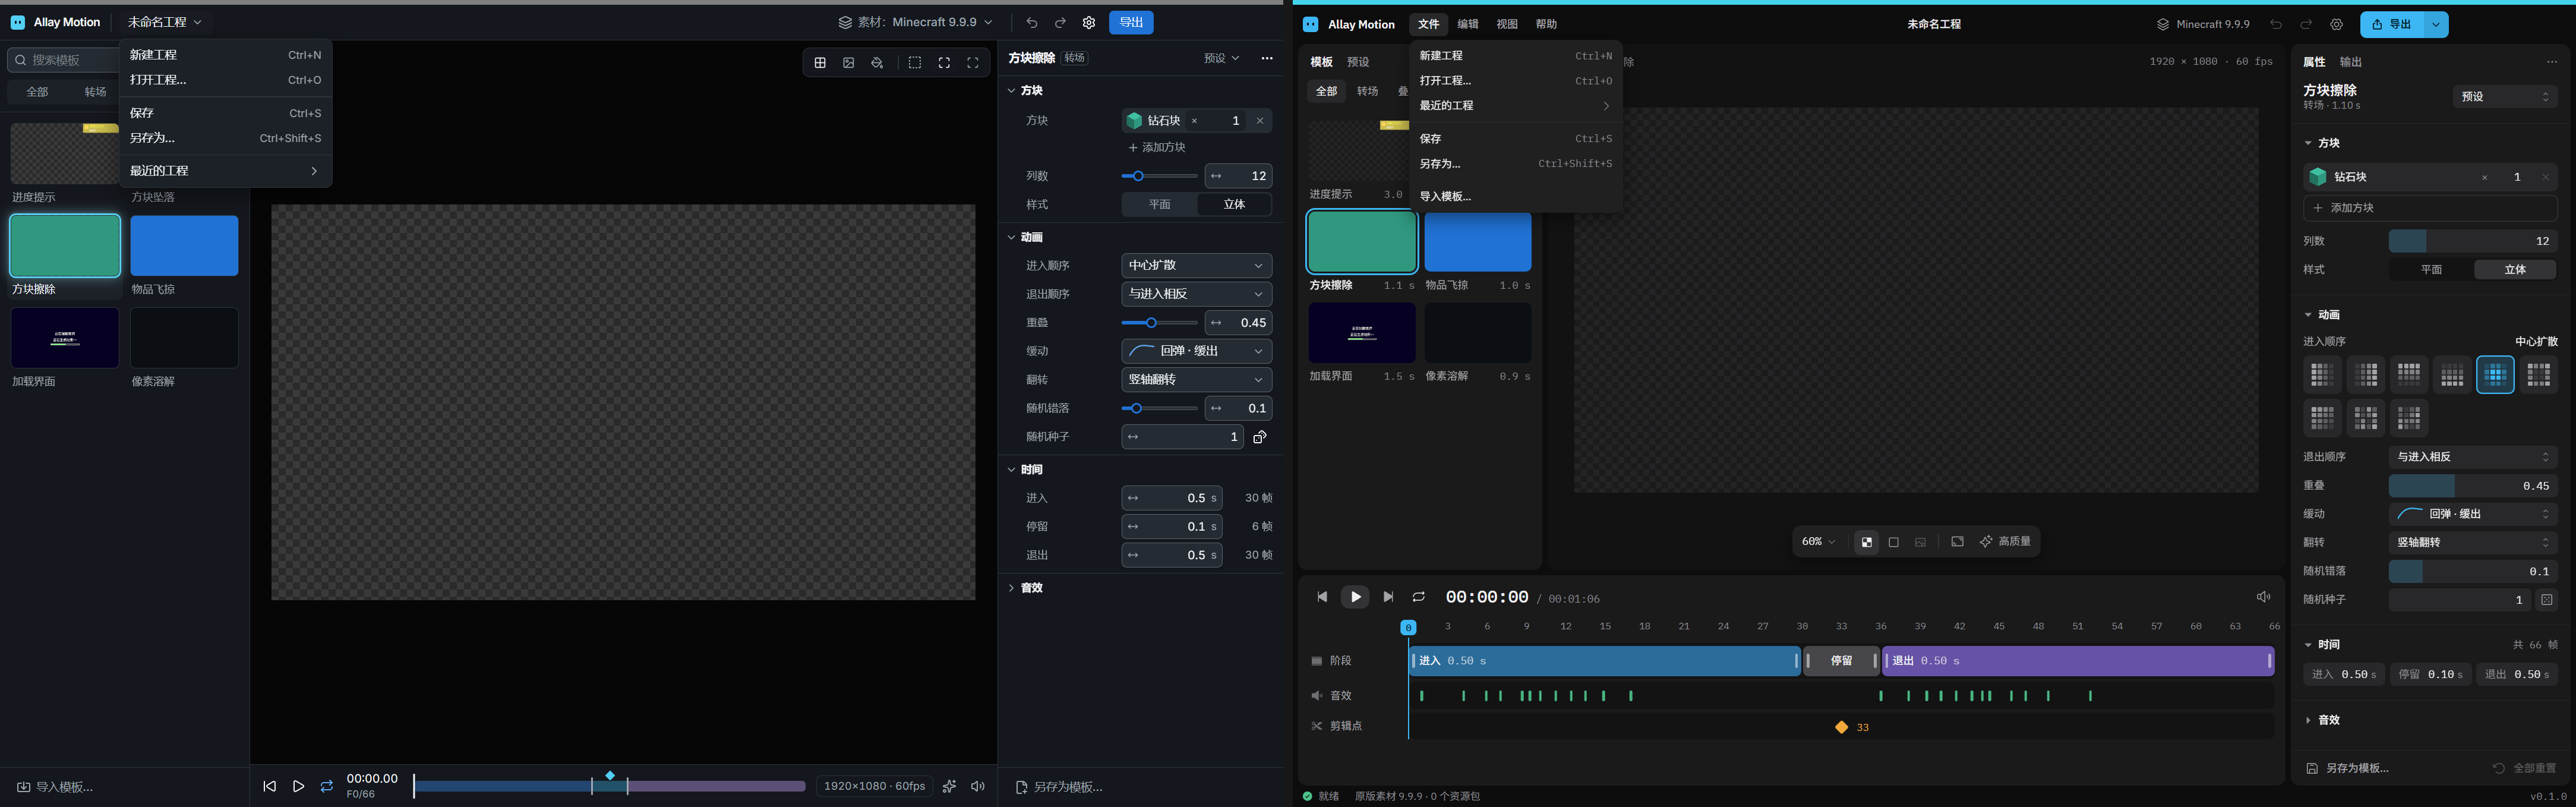 Allay Motion
未命名工程
素材: Minecraft 9.9.9
导出
搜索模板
全部
转场
新建工程 Ctrl+N
打开工程... Ctrl+O
保存 Ctrl+S
另存为... Ctrl+Shift+S
最近的工程
进度提示
方块坠落
方块擦除
物品飞掠
加载界面
像素溶解
导入模板...
00:00.00
F0/66
1920×1080 · 60fps
方块擦除 转场
预设
方块
方块 钻石块 × 1
添加方块
列数 12
样式 平面 立体
动画
进入顺序 中心扩散
退出顺序 与进入相反
重叠 0.45
缓动 回弹 · 缓出
翻转 竖轴翻转
随机错落 0.1
随机种子 1
时间
进入 0.5 s 30 帧
停留 0.1 s 6 帧
退出 0.5 s 30 帧
音效
另存为模板...
Allay Motion 文件 编辑 视图 帮助
未命名工程
Minecraft 9.9.9
导出
模板 预设
全部 转场 叠
新建工程 Ctrl+N
打开工程... Ctrl+O
最近的工程
保存 Ctrl+S
另存为... Ctrl+Shift+S
导入模板...
除
1920 × 1080 · 60 fps
进度提示 3.0
方块擦除 1.1 s
物品飞掠 1.0 s
加载界面 1.5 s
像素溶解 0.9 s
60%
高质量
00:00:00 / 00:01:06
0 3 6 9 12 15 18 21 24 27 30 33 36 39 42 45 48 51 54 57 60 63 66
阶段 进入 0.50 s 停留 退出 0.50 s
音效
剪辑点 33
就绪 原版素材 9.9.9 · 0 个资源包
属性 输出
方块擦除
转场 · 1.10 s
预设
方块
钻石块 × 1
添加方块
列数 12
样式 平面 立体
动画
进入顺序 中心扩散
退出顺序 与进入相反
重叠 0.45
缓动 回弹 · 缓出
翻转 竖轴翻转
随机错落 0.1
随机种子 1
时间 共 66 帧
进入 0.50 s 停留 0.10 s 退出 0.50 s
音效
另存为模板... 全部重置
v0.1.0